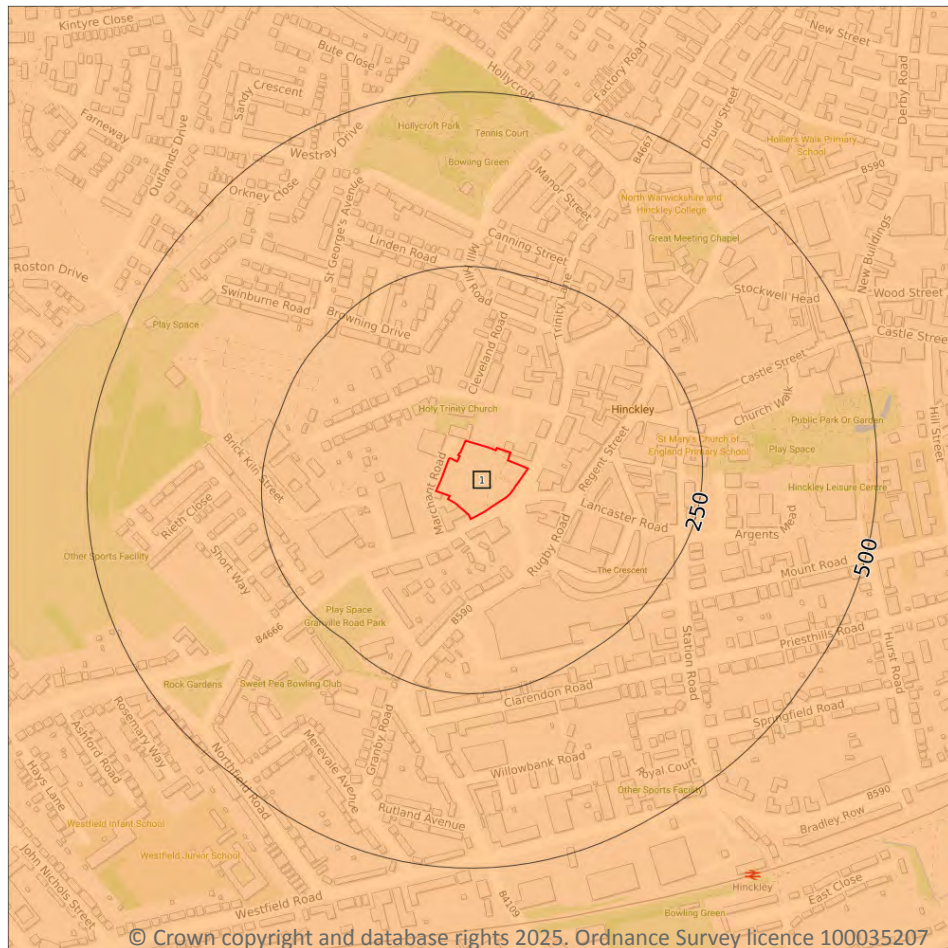 Kintyre Close
Bute Close
New Street
Derby Road
Sandy
Crescent
Hollycroft
Factory Road
Farneway
Outlands Drive
Westray Drive
Hollycroft Park
Tennis Court
Bowling Green
B4667
Druid Street
Holliers Walk Primary
School
B590
Orkney Close
St George's Avenue
Manor Street
North Warwickshire and
Hinckley College
Great Meeting Chapel
Linden Road
Canning Street
Mill Hill Road
Roston Drive
New Buildings
Swinburne Road
Stockwell Head
Wood Street
Play Space
Browning Drive
Cleveland Road
Trinity Lane
Castle Street
Castle Street
Holy Trinity Church
Hinckley
Church Walk
Public Park Or Garden
Hill Street
Regent Street
St Mary's Church of
England Primary School
Play Space
Brick Kiln Street
Marchant Road
1
Hinckley Leisure Centre
Rieth Close
Lancaster Road
250
Argents Mead
Other Sports Facility
Short Way
Rugby Road
The Crescent
500
Mount Road
Play Space
Granville Road Park
B4666
B590
Priesthills Road
Station Road
Hurst Road
Rock Gardens
Sweet Pea Bowling Club
Clarendon Road
Springfield Road
Ashford Road
Rosemary Way
Northfield Road
Merevale Avenue
Granby Road
Willowbank Road
Royal Court
Hays Lane
Other Sports Facility
B590
Rutland Avenue
Bradley Row
Westfield Infant School
Westfield Junior School
John Nichols Street
Hinckley
East Close
Westfield Road
B4109
Bowling Green
© Crown copyright and database rights 2025. Ordnance Survey licence 100035207